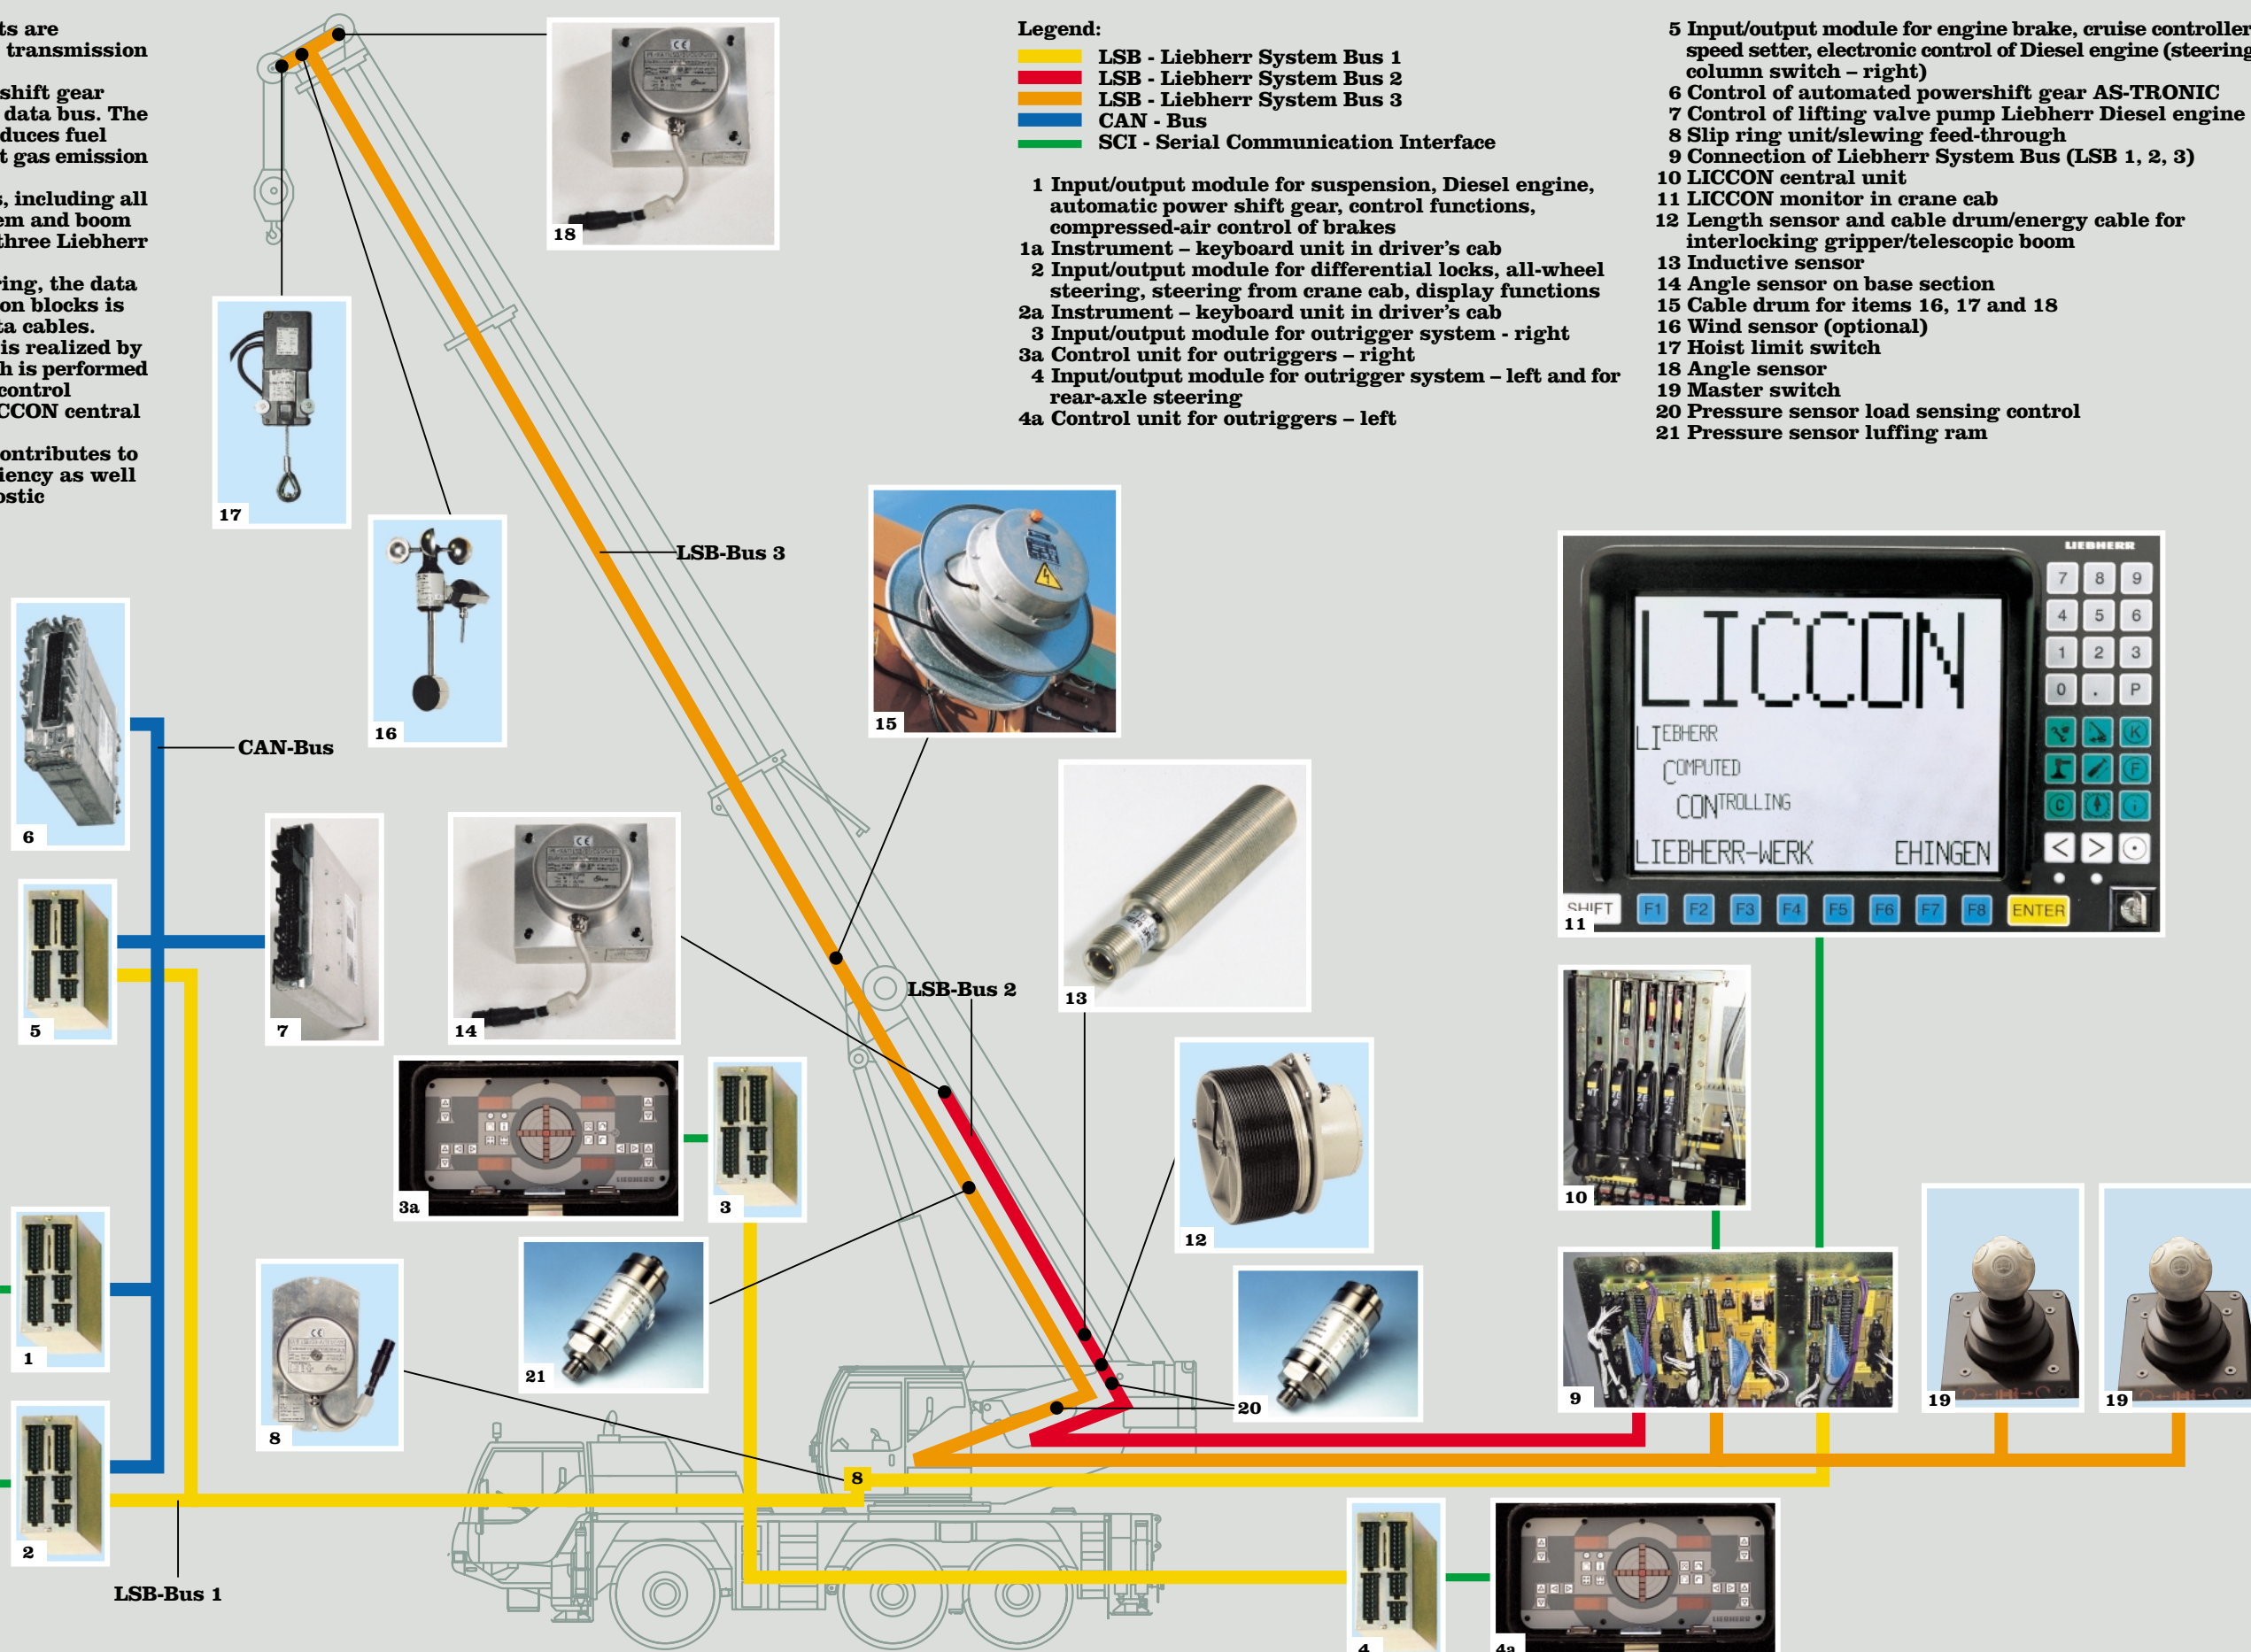 ts are
transmission
shift gear
data bus. The
duces fuel
t gas emission
s, including all
em and boom
three Liebherr
ring, the data
on blocks is
ta cables.
is realized by
h is performed
control
ICCON central
contributes to
iency as well
ostic
Legend:
LSB - Liebherr System Bus 1
LSB - Liebherr System Bus 2
LSB - Liebherr System Bus 3
CAN - Bus
SCI - Serial Communication Interface
1 Input/output module for suspension, Diesel engine,
automatic power shift gear, control functions,
compressed-air control of brakes
1a Instrument – keyboard unit in driver's cab
2 Input/output module for differential locks, all-wheel
steering, steering from crane cab, display functions
2a Instrument – keyboard unit in driver's cab
3 Input/output module for outrigger system - right
3a Control unit for outriggers – right
4 Input/output module for outrigger system – left and for
rear-axle steering
4a Control unit for outriggers – left
5 Input/output module for engine brake, cruise controller
speed setter, electronic control of Diesel engine (steering
column switch – right)
6 Control of automated powershift gear AS-TRONIC
7 Control of lifting valve pump Liebherr Diesel engine
8 Slip ring unit/slewing feed-through
9 Connection of Liebherr System Bus (LSB 1, 2, 3)
10 LICCON central unit
11 LICCON monitor in crane cab
12 Length sensor and cable drum/energy cable for
interlocking gripper/telescopic boom
13 Inductive sensor
14 Angle sensor on base section
15 Cable drum for items 16, 17 and 18
16 Wind sensor (optional)
17 Hoist limit switch
18 Angle sensor
19 Master switch
20 Pressure sensor load sensing control
21 Pressure sensor luffing ram
18
17
16
LSB-Bus 3
15
CAN-Bus
6
5
7
14
LSB-Bus 2
13
12
3a
LIEBHERR
3
21
20
1
8
2
8
LSB-Bus 1
LIEBHERR
7 8 9
4 5 6
1 2 3
0 . P
K
F
C i
< >
LICCON
LIEBHERR
COMPUTED
CONTROLLING
LIEBHERR-WERK EHINGEN
SHIFT F1 F2 F3 F4 F5 F6 F7 F8 ENTER
11
10
9
19
19
4
4a
LIEBHERR